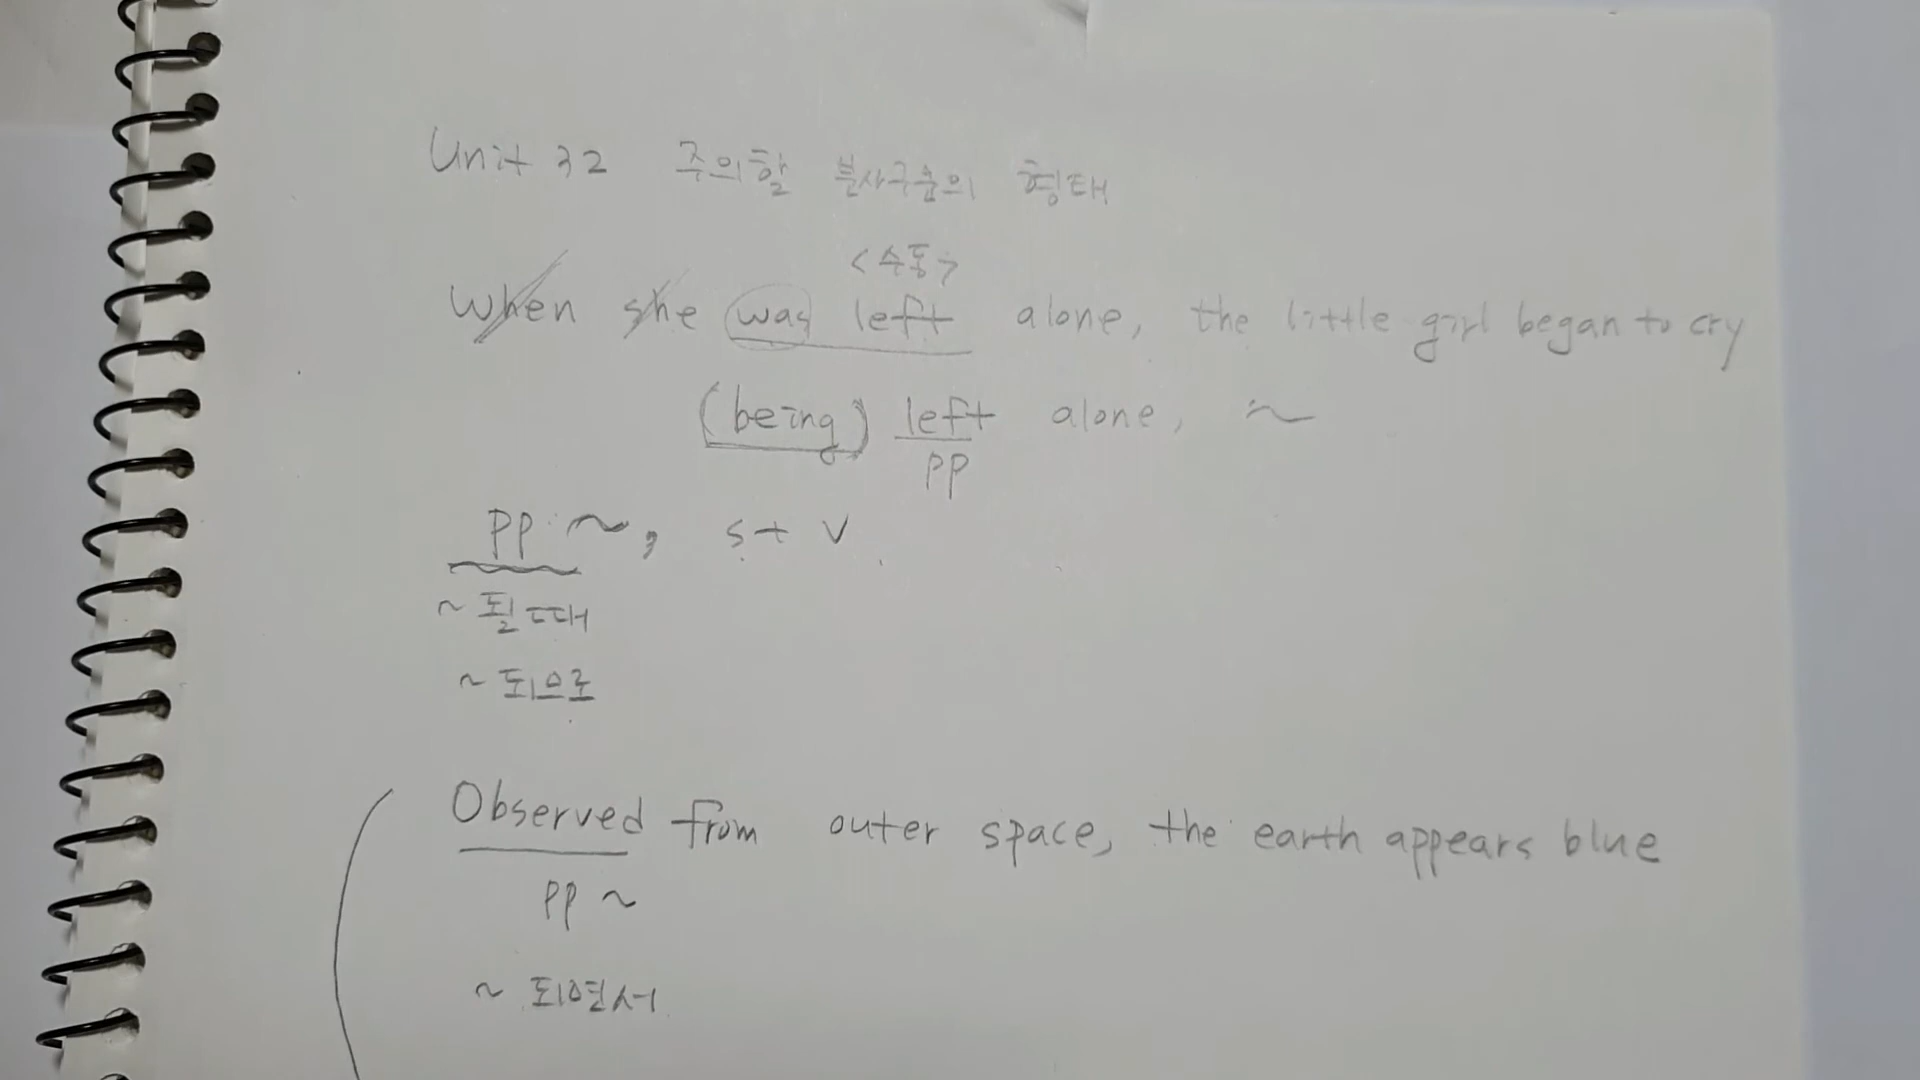 Unit 32 주의할 분사구문의 형태
<수동>
When she was left alone, the little girl began to cry
(being) left alone, ~
pp
pp ~, s + v
~ 될때
~ 되므로
Observed from outer space, the earth appears blue
pp ~
~ 되면서